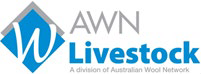 AWN
W Livestock
A division of Australian Wool Network